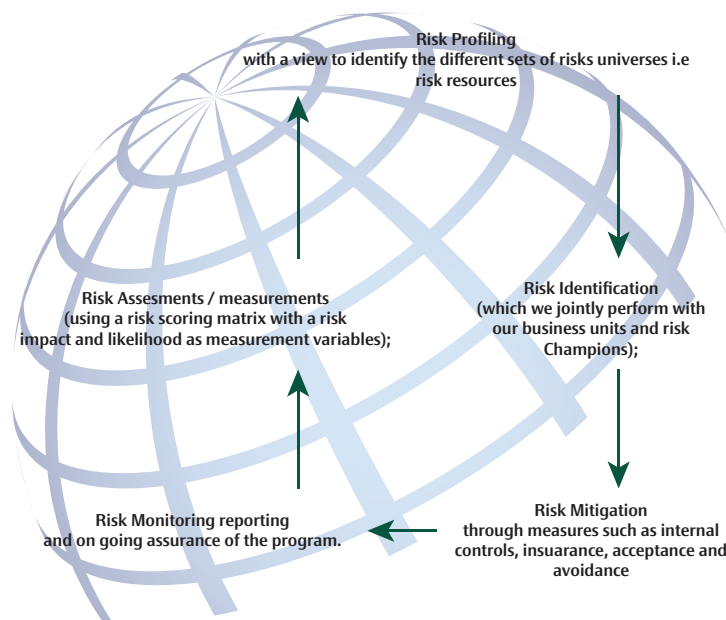 Risk Profiling
with a view to identify the different sets of risks universes i.e
risk resources
Risk Identification
(which we jointly perform with
our business units and risk
Champions);
Risk Mitigation
through measures such as internal
controls, insuarance, acceptance and
avoidance
Risk Monitoring reporting
and on going assurance of the program.
Risk Assesments / measurements
(using a risk scoring matrix with a risk
impact and likelihood as measurement variables);